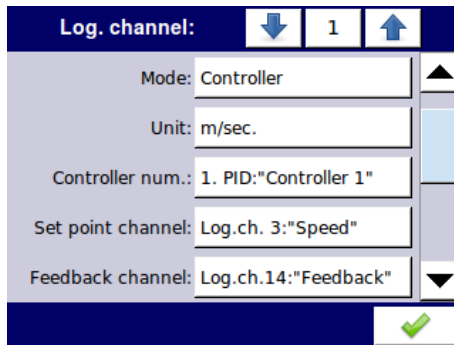 Log. channel: 1
Mode: Controller
Unit: m/sec.
Controller num.: 1. PID:"Controller 1"
Set point channel: Log.ch. 3:"Speed"
Feedback channel: Log.ch.14:"Feedback"